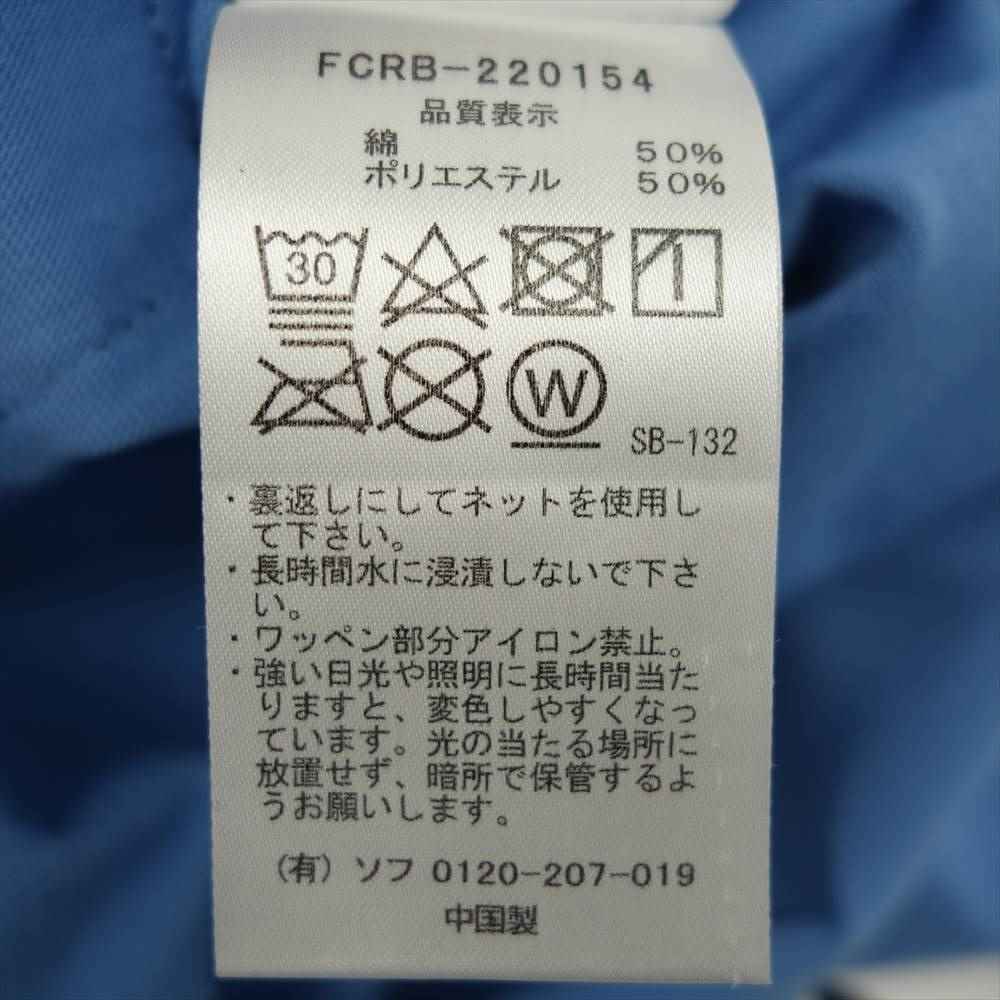 FCRB-220154
品質表示
綿 50%
ポリエステル 50%
30
W
SB-132
・裏返しにしてネットを使用し
て下さい。
・長時間水に浸漬しないで下さ
い。
・ワッペン部分アイロン禁止。
・強い日光や照明に長時間当た
りますと、変色しやすくなっ
ています。光の当たる場所に
放置せず、暗所で保管するよ
うお願いします。
(有)ソフ 0120-207-019
中国製